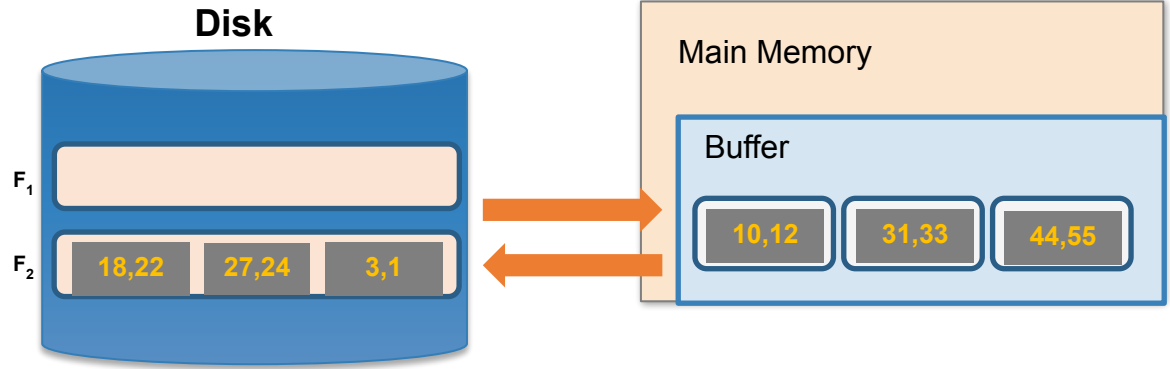 Disk
Main Memory
Buffer
F1
10,12 31,33 44,55
F2
18,22 27,24 3,1